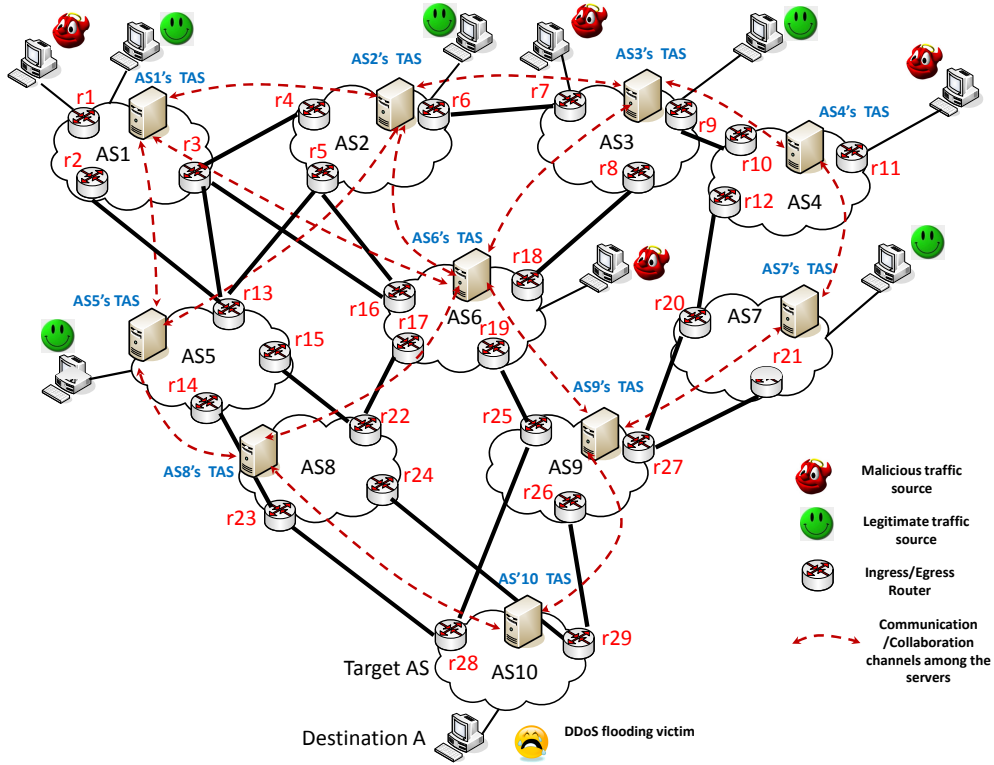 AS1's TAS
AS2's TAS
AS3's TAS
AS4's TAS
r1
r4
r6
r7
r9
r10
r11
r2
r3
AS1
AS2
r5
AS3
r8
r12
AS4
AS6's TAS
r18
AS7's TAS
AS5's TAS
r13
r16
r17
AS6
r19
r20
AS7
r21
AS5
r15
r14
AS9's TAS
r22
r25
AS9
r27
AS8's TAS
AS8
r24
r26
r23
AS'10 TAS
r28
r29
Target AS
AS10
Destination A
DDoS flooding victim
Malicious traffic
source
Legitimate traffic
source
Ingress/Egress
Router
Communication
/Collaboration
channels among the
servers